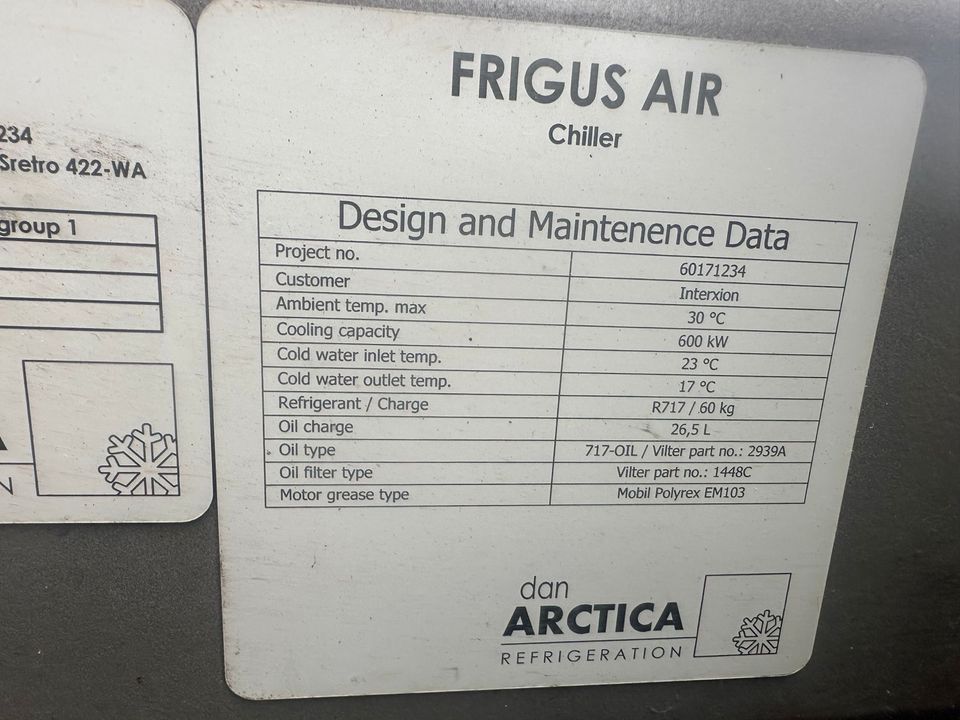 234
Sretro 422-WA
group 1
FRIGUS AIR
Chiller
Design and Maintenence Data
Project no. 60171234
Customer Interxion
Ambient temp. max 30 °C
Cooling capacity 600 kW
Cold water inlet temp. 23 °C
Cold water outlet temp. 17 °C
Refrigerant / Charge R717 / 60 kg
Oil charge 26,5 L
Oil type 717-OIL / Vilter part no.: 2939A
Oil filter type Vilter part no.: 1448C
Motor grease type Mobil Polyrex EM103
dan
ARCTICA
REFRIGERATION